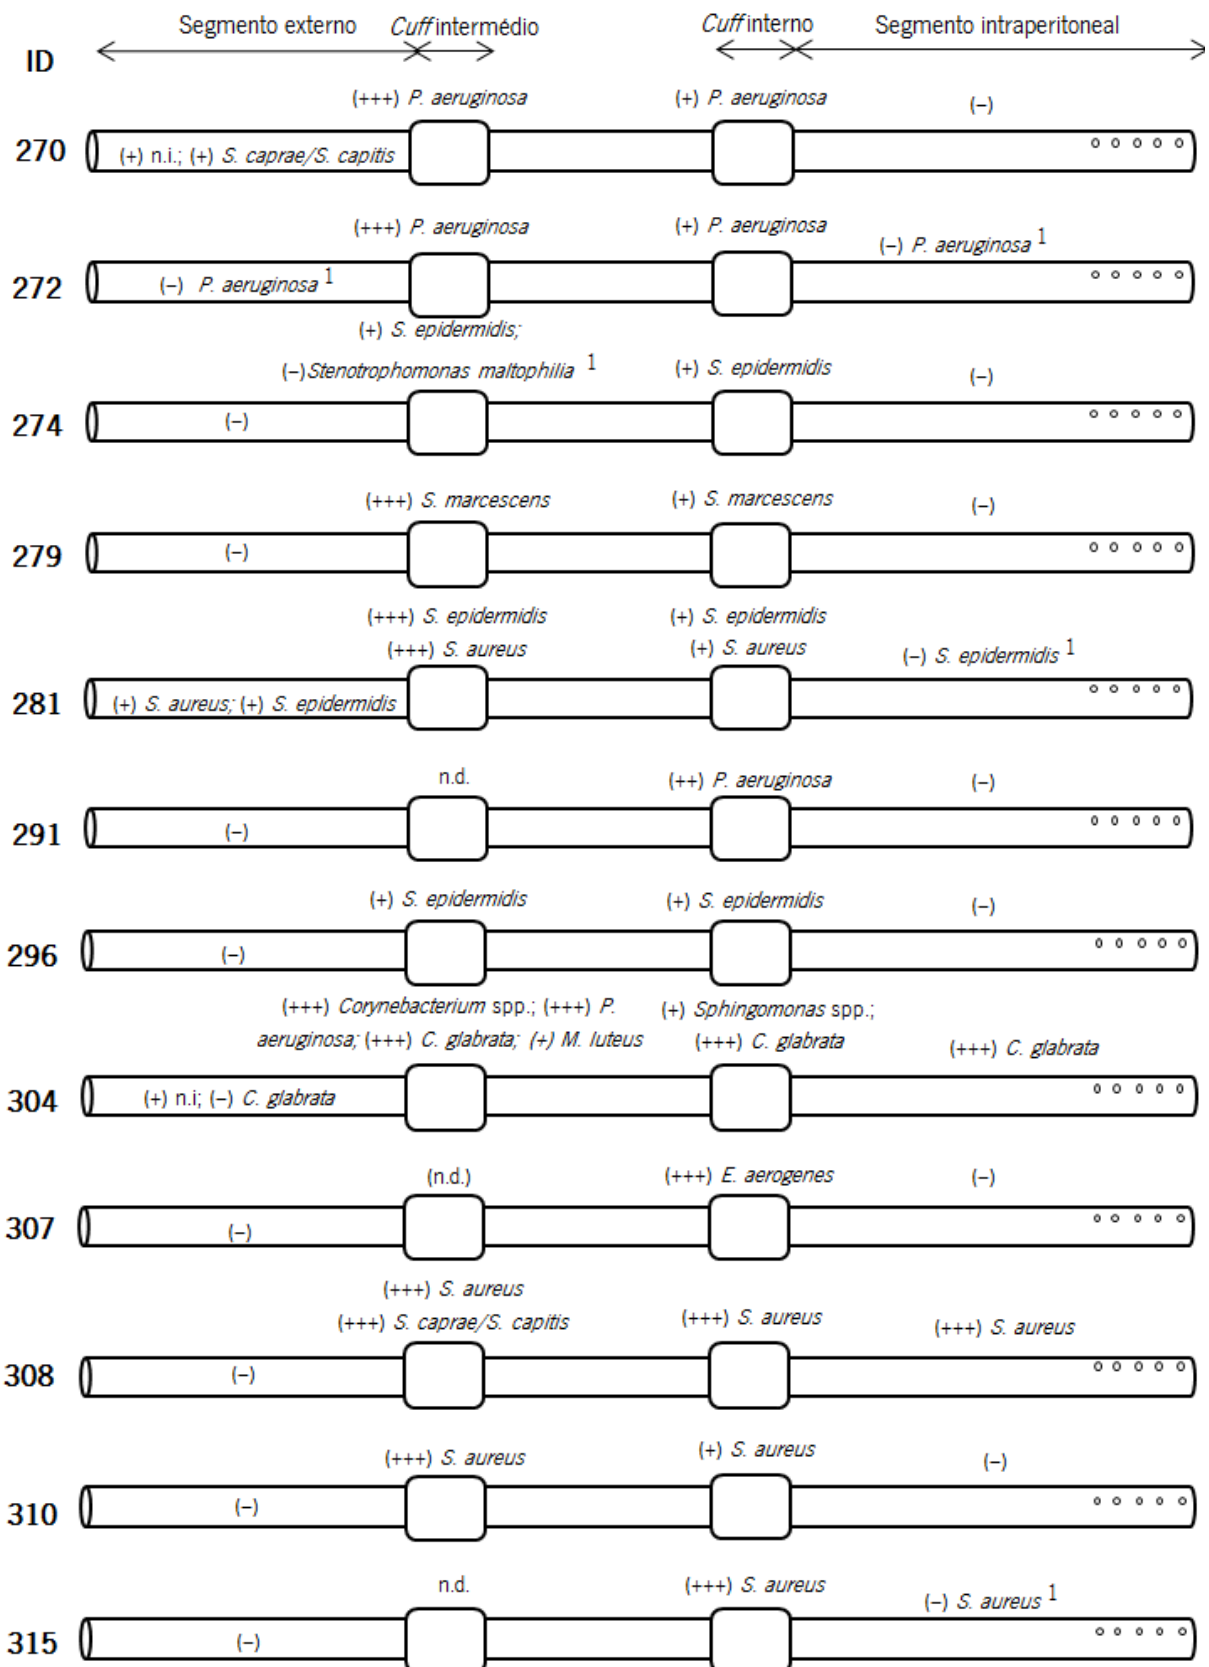 Segmento externo Cuff intermédio Cuff interno Segmento intraperitoneal
ID
(+++) P. aeruginosa (+) P. aeruginosa (–)
270 (+) n.i.; (+) S. caprae/S. capitis
(+++) P. aeruginosa (+) P. aeruginosa (–) P. aeruginosa 1
272 (–) P. aeruginosa 1
(+) S. epidermidis;
(–) Stenotrophomonas maltophilia 1 (+) S. epidermidis (–)
274 (–)
(+++) S. marcescens (+) S. marcescens (–)
279 (–)
(+++) S. epidermidis (+) S. epidermidis
(+++) S. aureus (+) S. aureus (–) S. epidermidis 1
281 (+) S. aureus; (+) S. epidermidis
n.d. (++) P. aeruginosa (–)
291 (–)
(+) S. epidermidis (+) S. epidermidis (–)
296 (–)
(+++) Corynebacterium spp.; (+++) P. (+) Sphingomonas spp.;
aeruginosa; (+++) C. glabrata; (+) M. luteus (+++) C. glabrata (+++) C. glabrata
304 (+) n.i; (–) C. glabrata
(n.d.) (+++) E. aerogenes (–)
307 (–)
(+++) S. aureus
(+++) S. caprae/S. capitis (+++) S. aureus (+++) S. aureus
308 (–)
(+++) S. aureus (+) S. aureus (–)
310 (–)
n.d. (+++) S. aureus (–) S. aureus 1
315 (–)